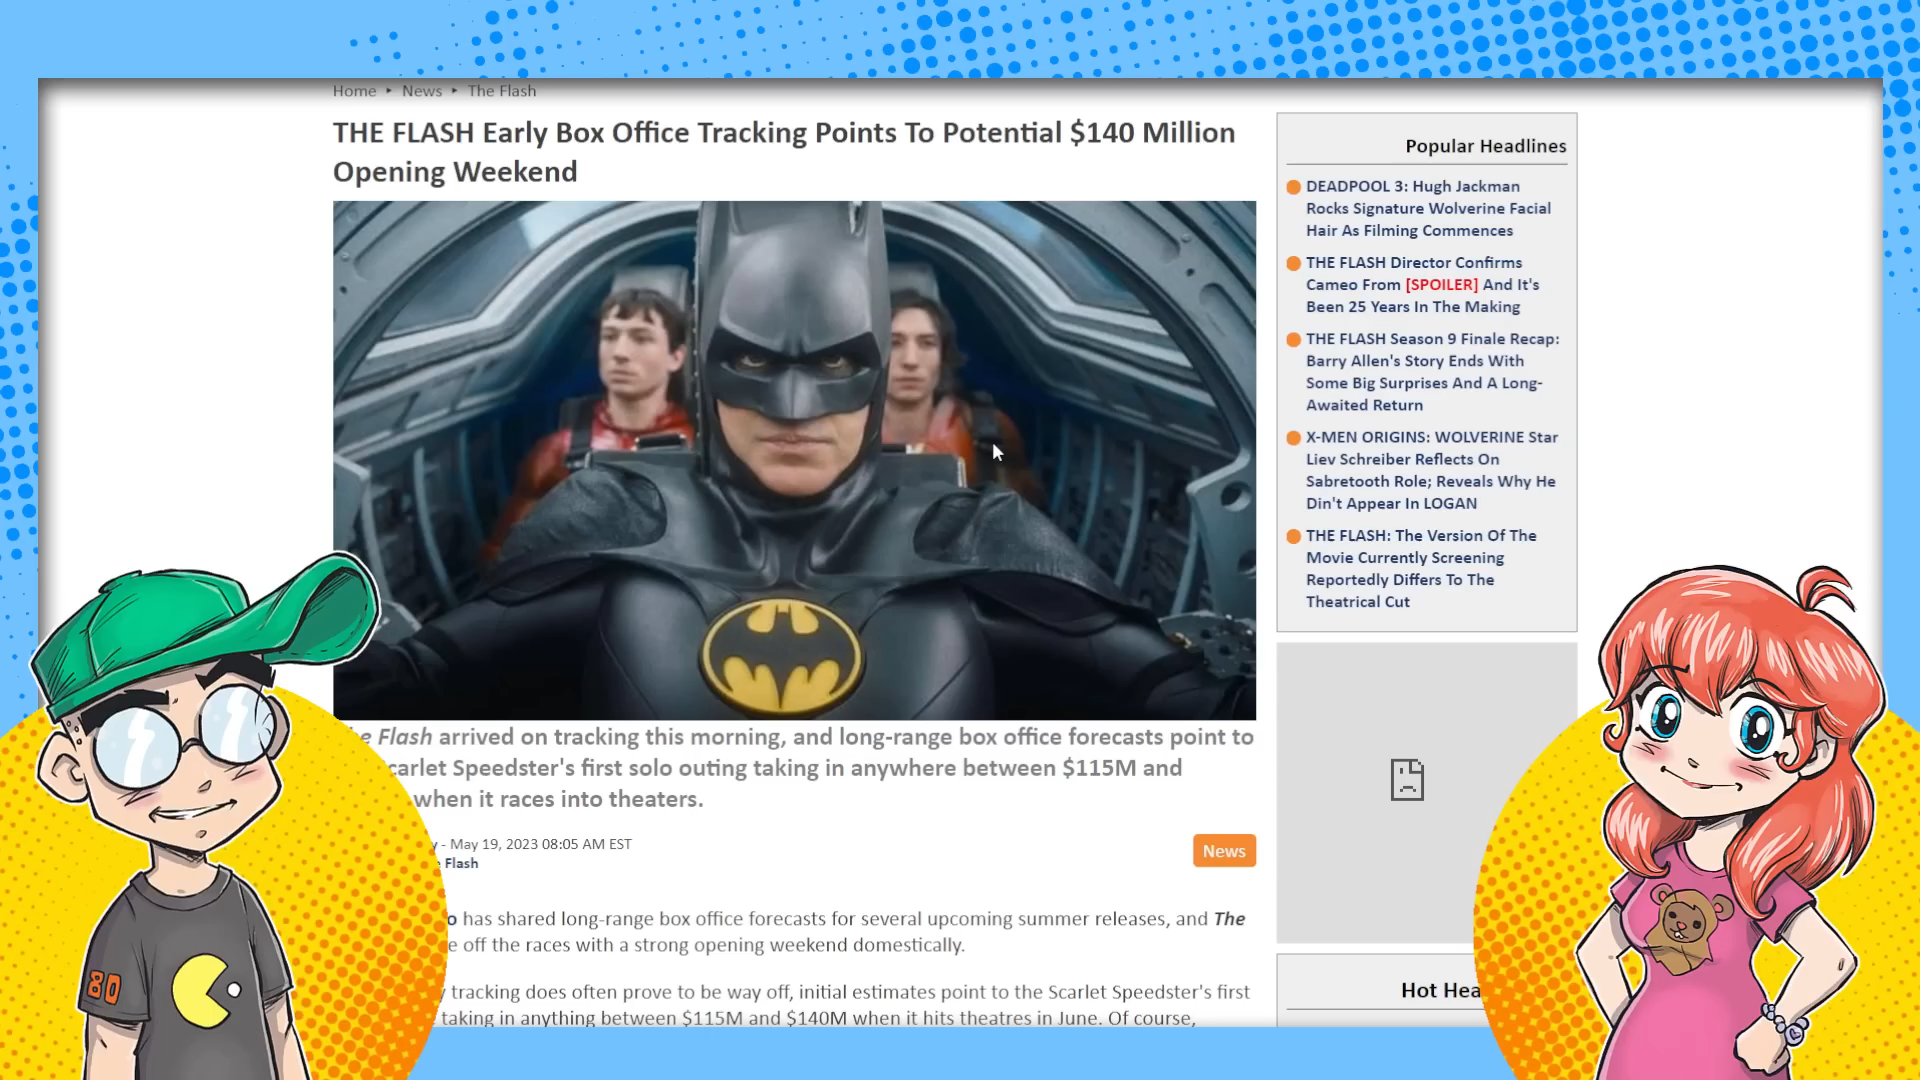 Home ‣ News ‣ The Flash
THE FLASH Early Box Office Tracking Points To Potential $140 Million
Opening Weekend
Flash arrived on tracking this morning, and long-range box office forecasts point to
Speedster's first solo outing taking in anywhere between $115M and
when it races into theaters.
- May 19, 2023 08:05 AM EST
Flash
News
has shared long-range box office forecasts for several upcoming summer releases, and The
off the races with a strong opening weekend domestically.
tracking does often prove to be way off, initial estimates point to the Scarlet Speedster's first
taking in anything between $115M and $140M when it hits theatres in June. Of course,
Popular Headlines
DEADPOOL 3: Hugh Jackman
Rocks Signature Wolverine Facial
Hair As Filming Commences
THE FLASH Director Confirms
Cameo From [SPOILER] And It's
Been 25 Years In The Making
THE FLASH Season 9 Finale Recap:
Barry Allen's Story Ends With
Some Big Surprises And A Long-
Awaited Return
X-MEN ORIGINS: WOLVERINE Star
Liev Schreiber Reflects On
Sabretooth Role; Reveals Why He
Din't Appear In LOGAN
THE FLASH: The Version Of The
Movie Currently Screening
Reportedly Differs To The
Theatrical Cut
Hot
80